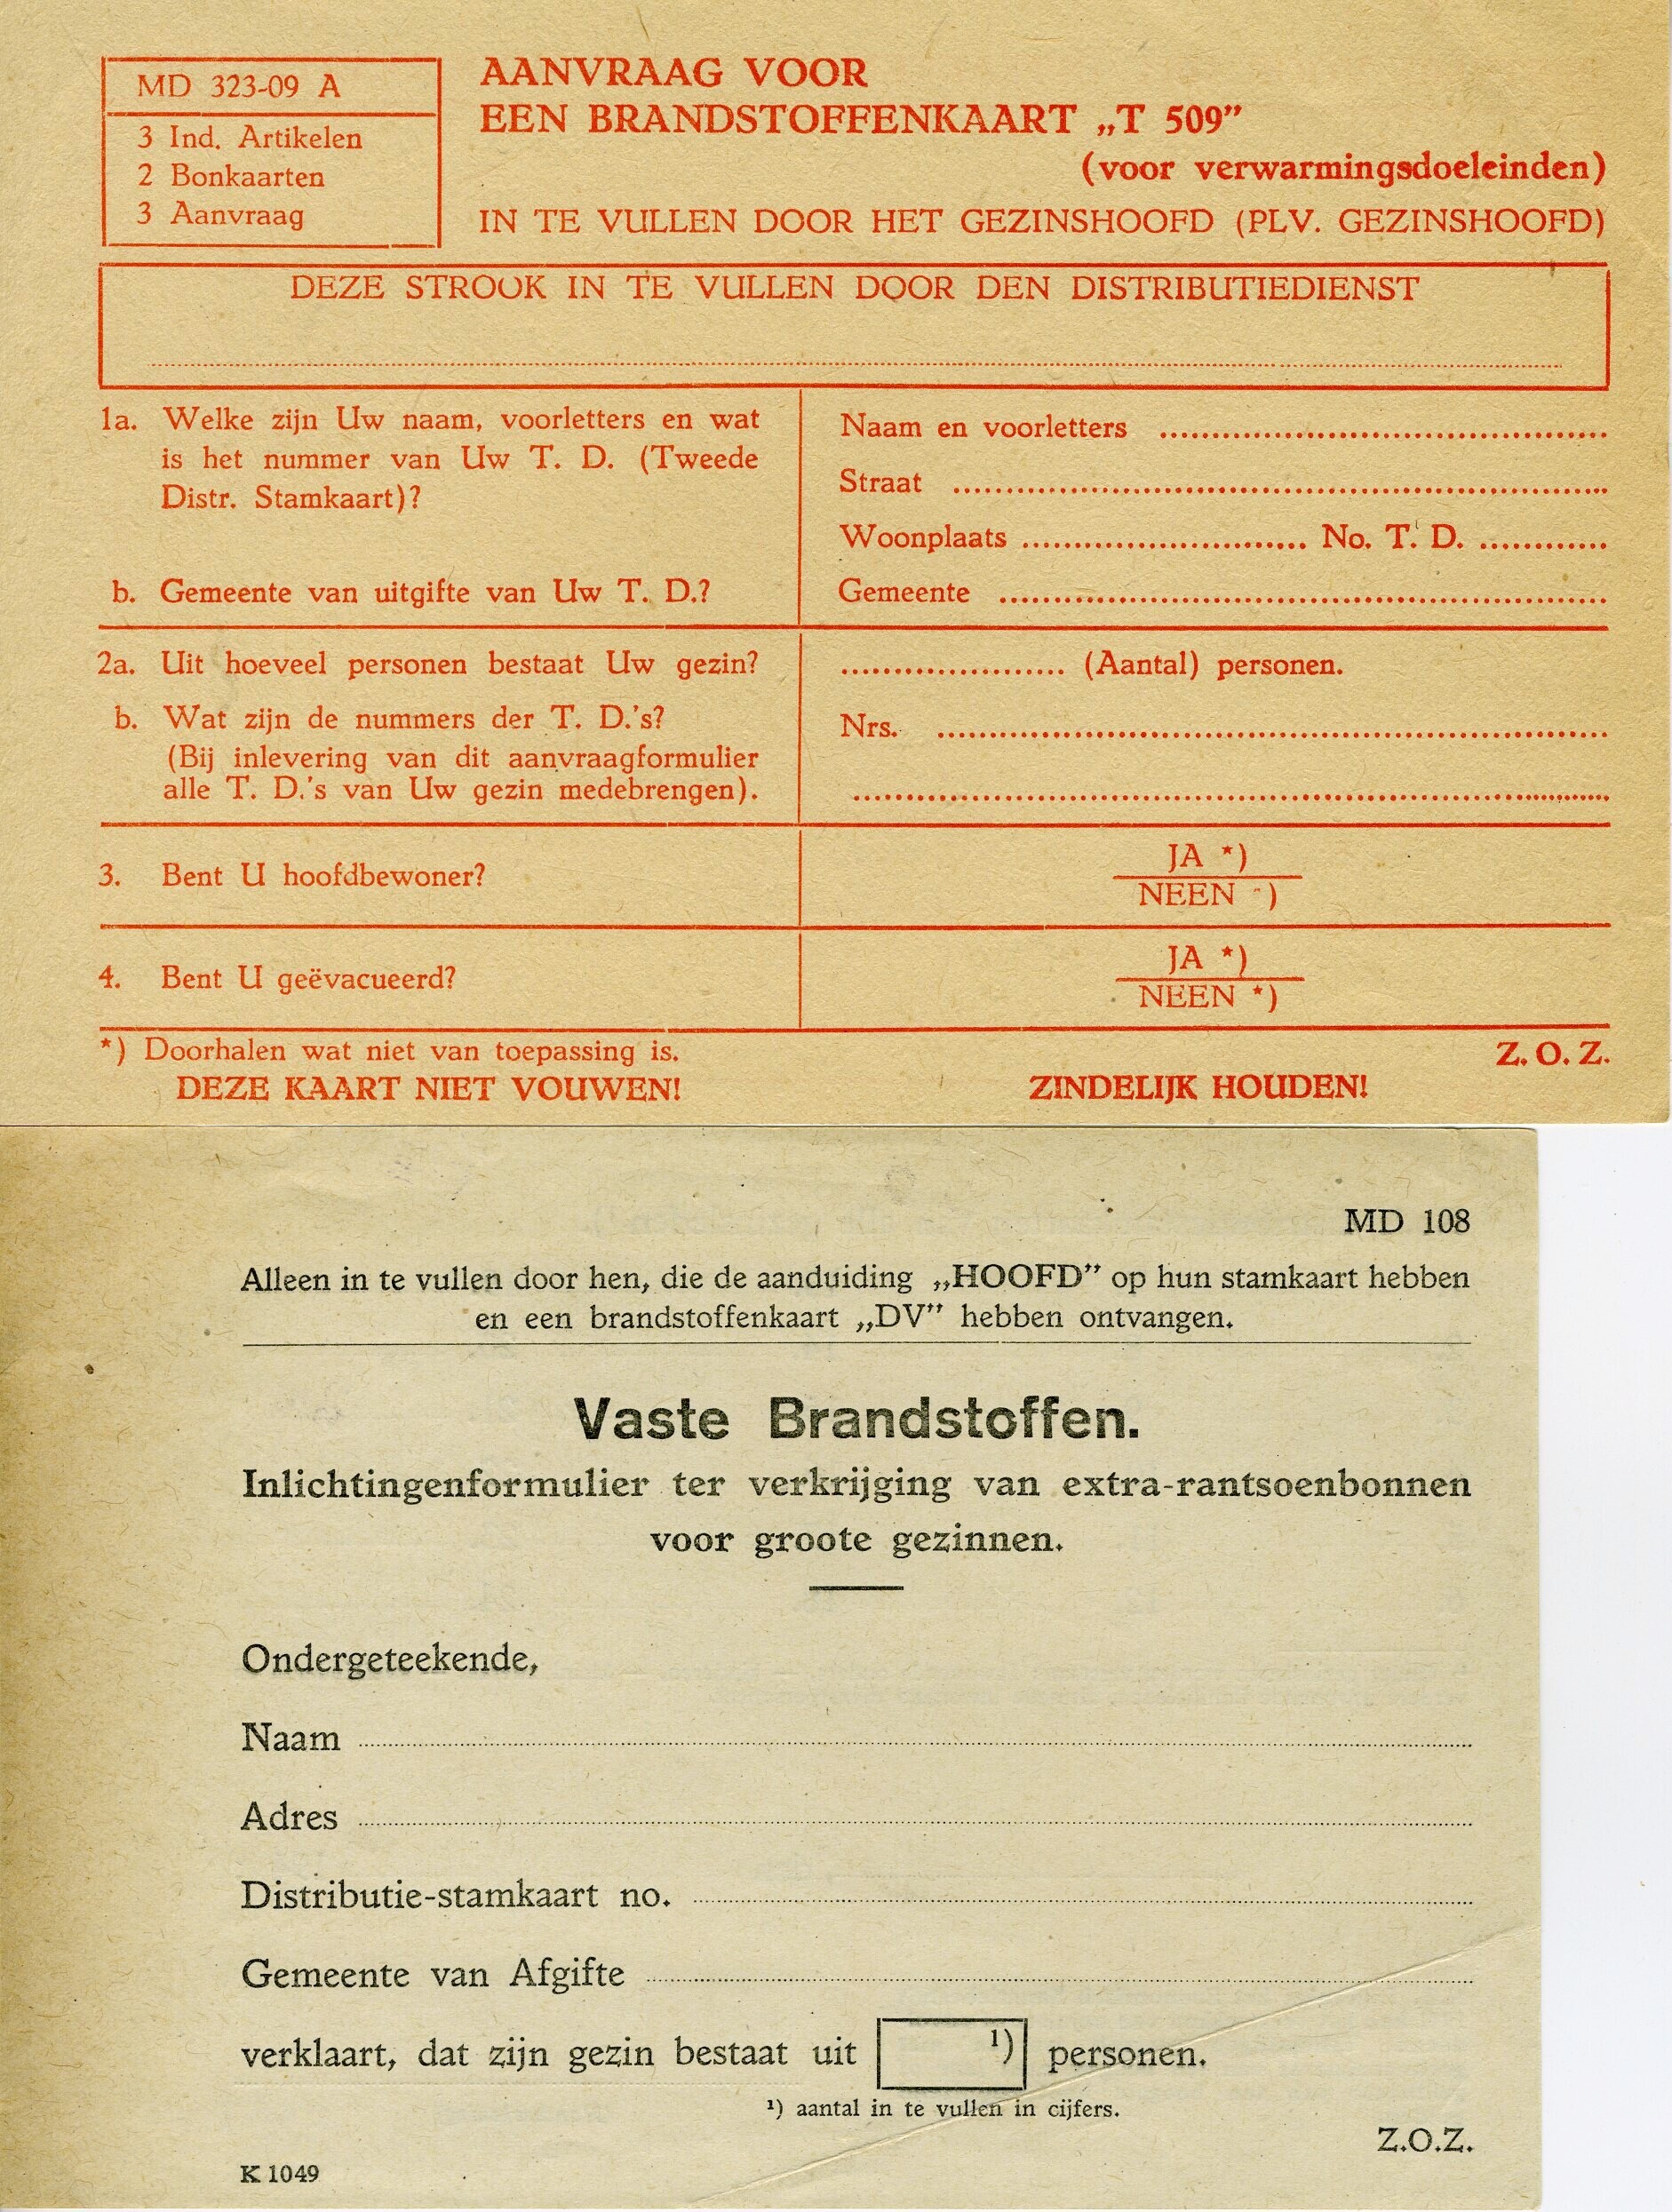 MD 323-09 A
3 Ind. Artikelen
2 Bonkaarten
3 Aanvraag
AANVRAAG VOOR
EEN BRANDSTOFFENKAART „T 509”
(voor verwarmingsdoeleinden)
IN TE VULLEN DOOR HET GEZINSHOOFD (PLV. GEZINSHOOFD)
DEZE STROOK IN TE VULLEN DOOR DEN DISTRIBUTIEDIENST
1a. Welke zijn Uw naam, voorletters en wat
is het nummer van Uw T. D. (Tweede
Distr. Stamkaart)?
Naam en voorletters
Straat
Woonplaats No. T. D.
b. Gemeente van uitgifte van Uw T. D.?
Gemeente
2a. Uit hoeveel personen bestaat Uw gezin?
(Aantal) personen.
b. Wat zijn de nummers der T. D.'s?
(Bij inlevering van dit aanvraagformulier
alle T. D.'s van Uw gezin medebrengen).
Nrs.
3. Bent U hoofdbewoner?
JA *)
NEEN *)
4. Bent U geëvacueerd?
JA *)
NEEN *)
*) Doorhalen wat niet van toepassing is.
Z. O. Z.
DEZE KAART NIET VOUWEN! ZINDELIJK HOUDEN!
MD 108
Alleen in te vullen door hen, die de aanduiding „HOOFD” op hun stamkaart hebben
en een brandstoffenkaart „DV” hebben ontvangen.
Vaste Brandstoffen.
Inlichtingenformulier ter verkrijging van extra-rantsoenbonnen
voor groote gezinnen.
Ondergeteekende,
Naam
Adres
Distributie-stamkaart no.
Gemeente van Afgifte
verklaart, dat zijn gezin bestaat uit ¹) personen.
¹) aantal in te vullen in cijfers.
Z.O.Z.
K 1049